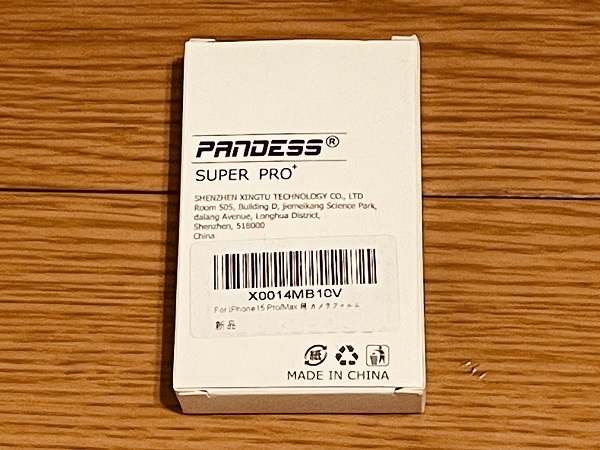 PANDESS®
SUPER PRO+
SHENZHEN XINGTU TECHNOLOGY CO., LTD
Room 505, Building D, Jiemeikang Science Park,
dalang Avenue, Longhua District,
Shenzhen, 518000
China
X0014MB10V
For iPhone15 Pro/Max 用 カメラフィルム
新品
紙
MADE IN CHINA